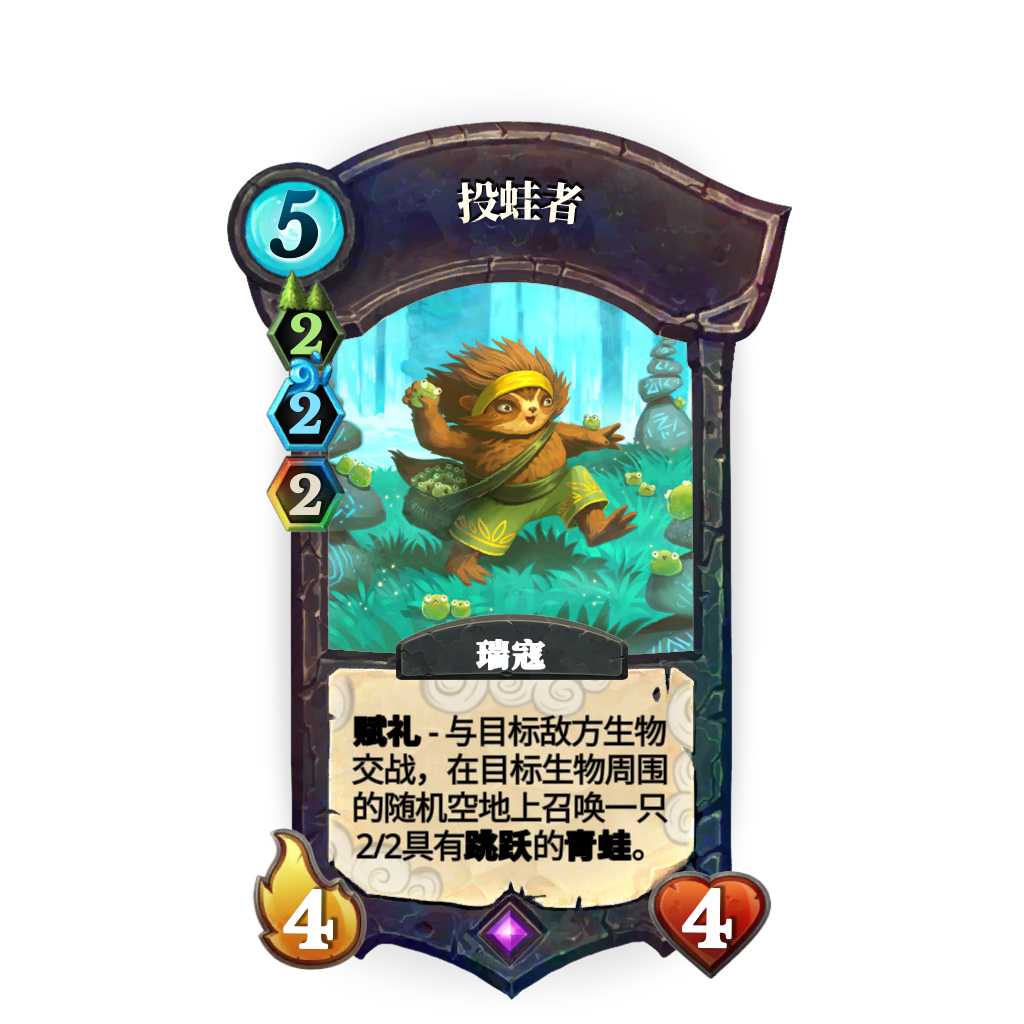 投蛙者
5
2
2
2
瑞寇
赋礼 - 与目标敌方生物
交战，在目标生物周围
的随机空地上召唤一只
2/2具有跳跃的青蛙。
4
4